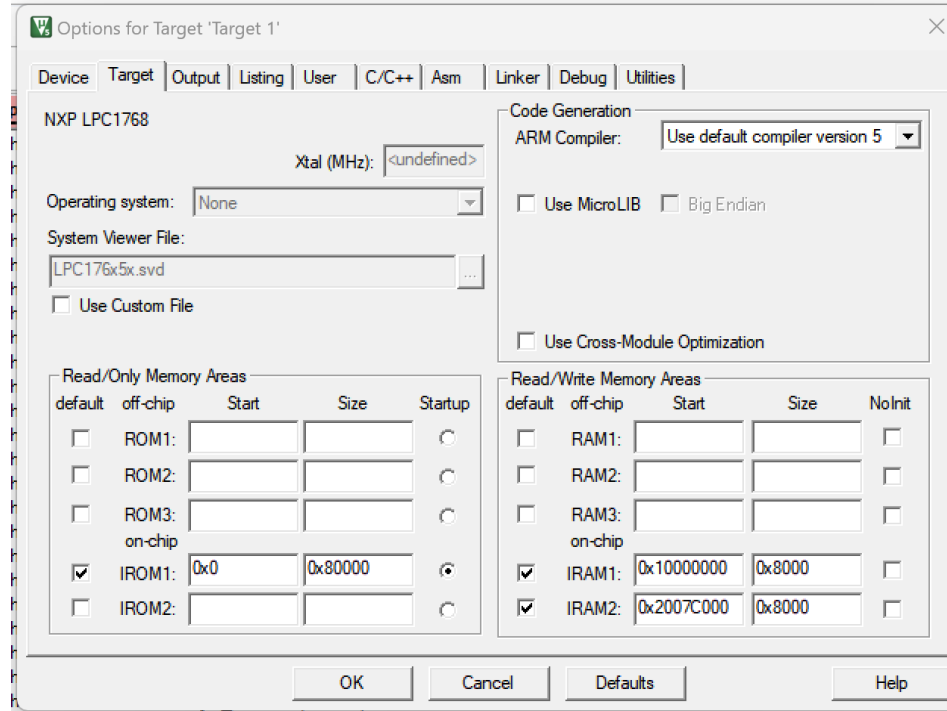 Options for Target 'Target 1'
Device Target Output Listing User C/C++ Asm Linker Debug Utilities
NXP LPC1768
Xtal (MHz): <undefined>
Operating system: None
System Viewer File:
LPC176x5x.svd ...
Use Custom File
Code Generation
ARM Compiler: Use default compiler version 5
Use MicroLIB Big Endian
Use Cross-Module Optimization
Read/Only Memory Areas
default off-chip Start Size Startup
ROM1:
ROM2:
ROM3:
on-chip
IROM1: 0x0 0x80000
IROM2:
Read/Write Memory Areas
default off-chip Start Size NoInit
RAM1:
RAM2:
RAM3:
on-chip
IRAM1: 0x10000000 0x8000
IRAM2: 0x2007C000 0x8000
OK Cancel Defaults Help